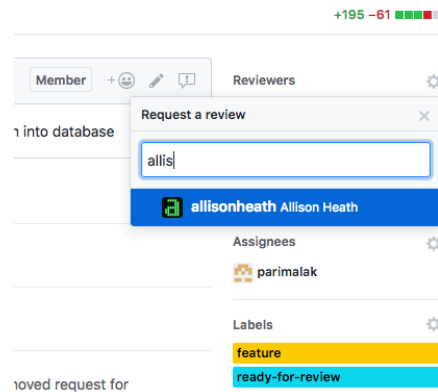 +195 −61
Member
Reviewers
Request a review
n into database
allis
allisonheath Allison Heath
Assignees
parimalak
Labels
feature
ready-for-review
noved request for